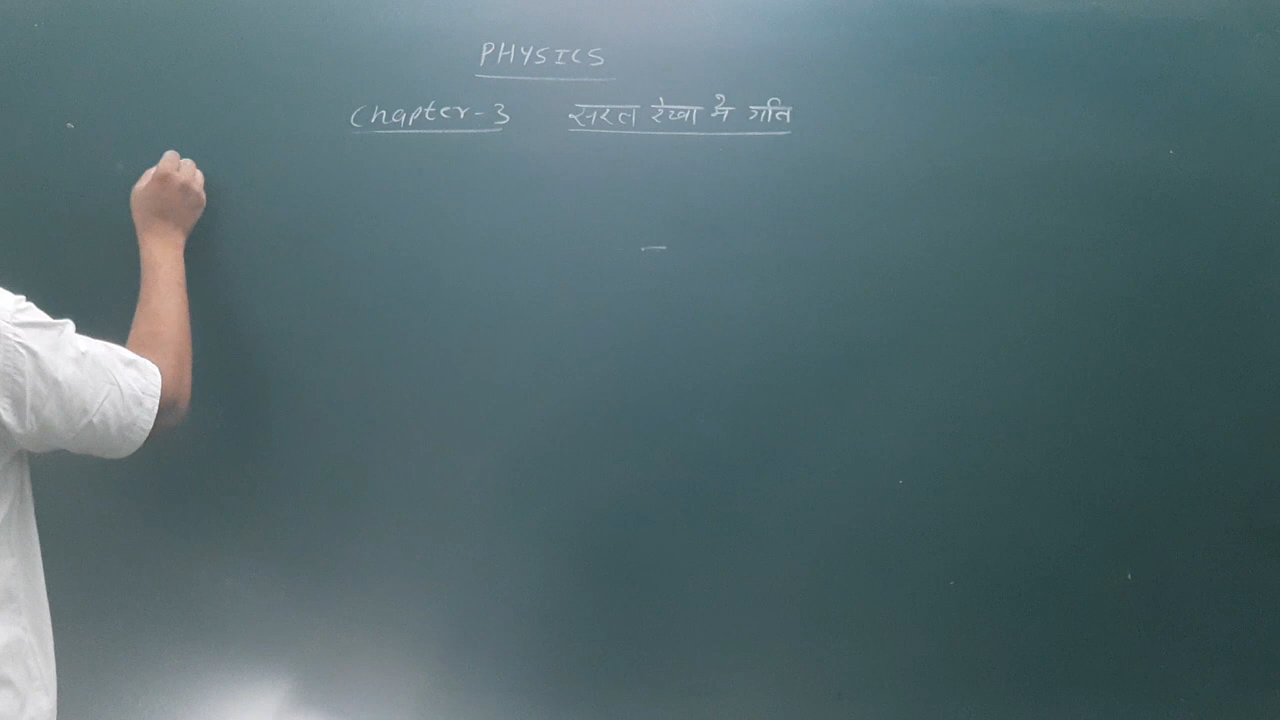 PHYSICS
Chapter-3 सरल रेखा में गति